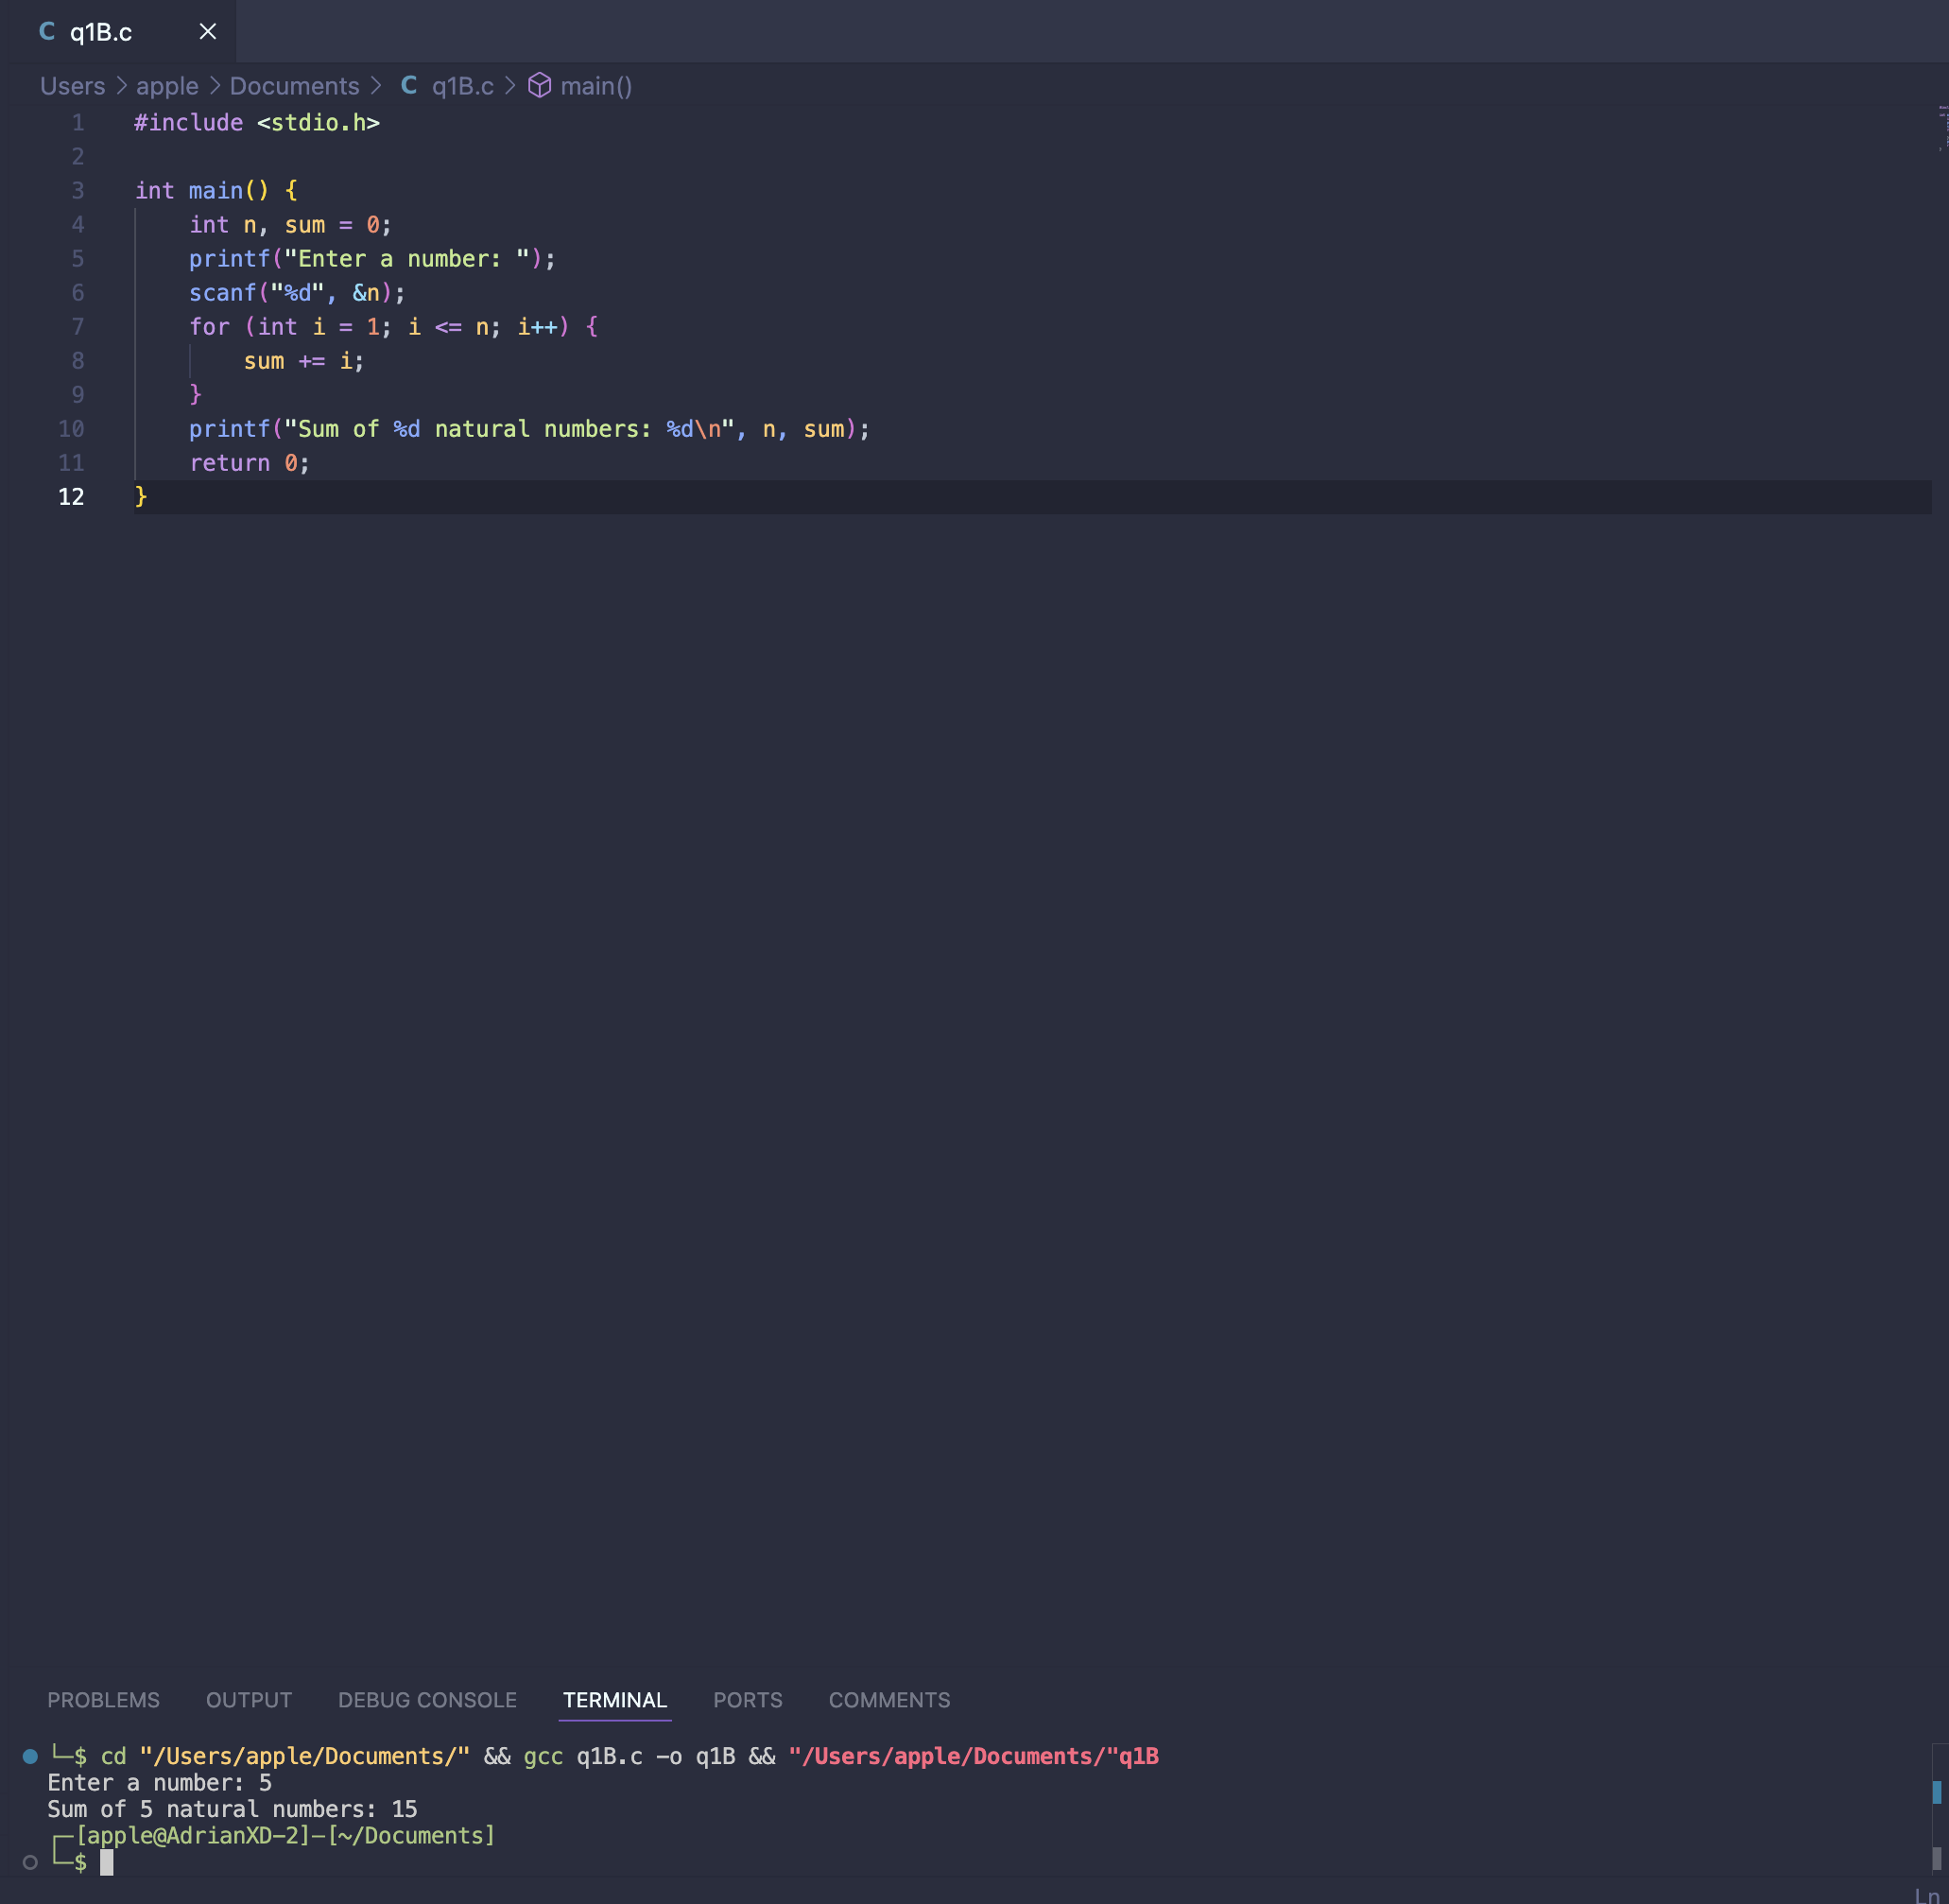 C q1B.c ×
Users > apple > Documents > C q1B.c > main()
1 #include <stdio.h>
2
3 int main() {
4     int n, sum = 0;
5     printf("Enter a number: ");
6     scanf("%d", &n);
7     for (int i = 1; i <= n; i++) {
8         sum += i;
9     }
10     printf("Sum of %d natural numbers: %d\n", n, sum);
11     return 0;
12 }
PROBLEMS OUTPUT DEBUG CONSOLE TERMINAL PORTS COMMENTS
└─$ cd "/Users/apple/Documents/" && gcc q1B.c -o q1B && "/Users/apple/Documents/"q1B
Enter a number: 5
Sum of 5 natural numbers: 15
┌─[apple@AdrianXD-2]-[~/Documents]
└─$
Ln